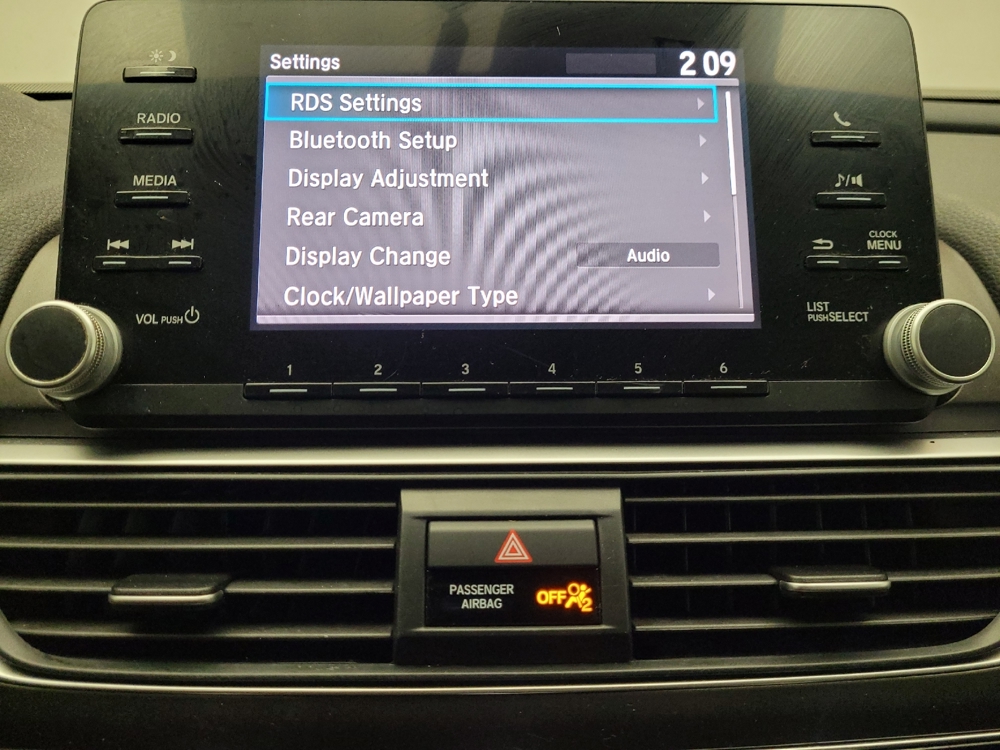 Settings
2 09
RDS Settings
Bluetooth Setup
Display Adjustment
Rear Camera
Display Change Audio
Clock/Wallpaper Type
RADIO
MEDIA
VOL PUSH
CLOCK
MENU
LIST
PUSH SELECT
1 2 3 4 5 6
PASSENGER
AIRBAG
OFF 2